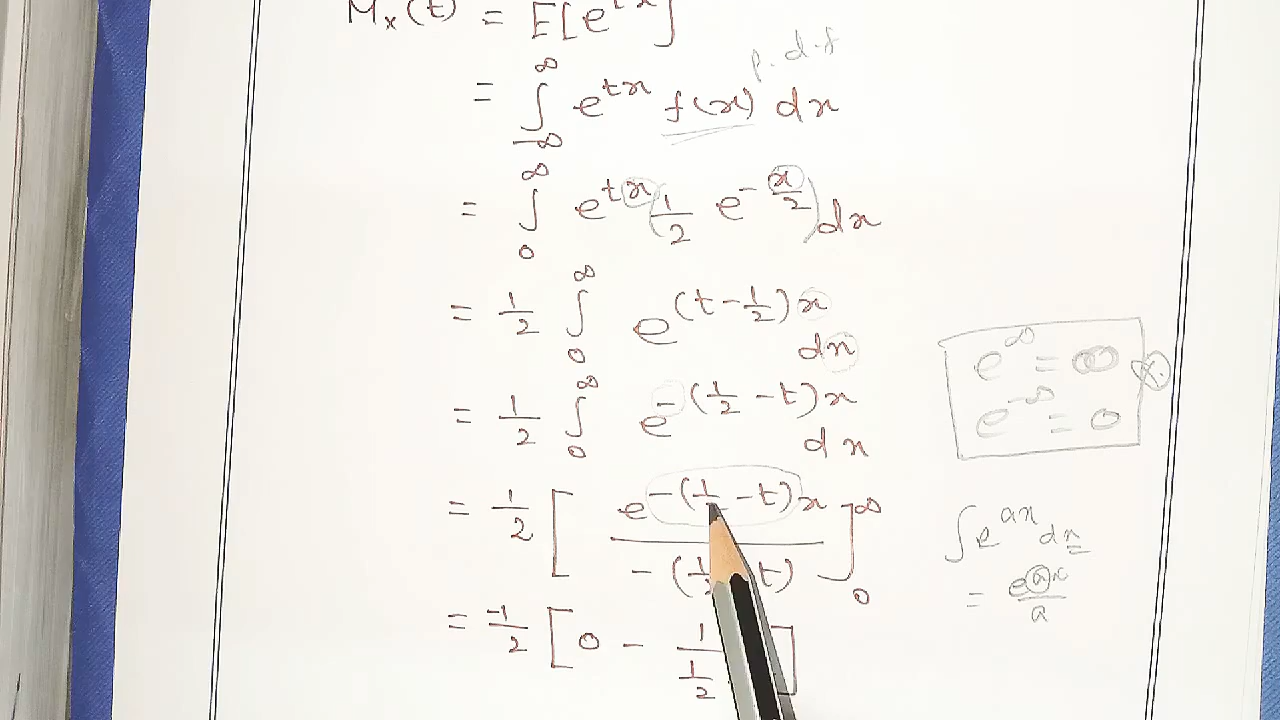 Mx(t) = E[e^tx]
p.d.f
= ∫_-∞^∞ e^tx f(x) dx
= ∫_0^∞ e^tx (1/2 e^-x/2) dx
= 1/2 ∫_0^∞ e^(t-1/2)x dx
e^∞ = ∞
e^-∞ = 0
= 1/2 ∫_0^∞ e^-(1/2-t)x dx
= 1/2 [ e^-(1/2-t)x / -(1/2 t) ]_0^∞
∫e^ax dx
= e^ax / a
= -1/2 [ 0 - 1 / 1/2 ]